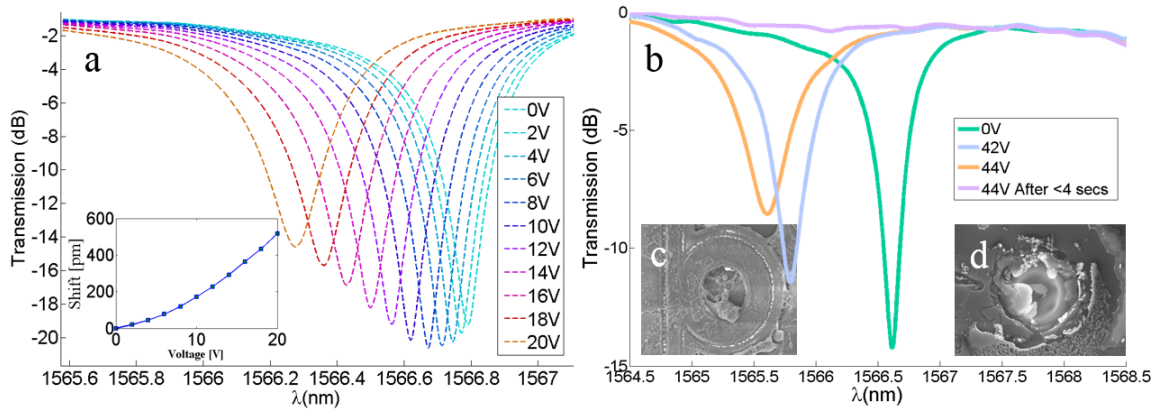 a
Transmission (dB)
-2
-4
-6
-8
-10
-12
-14
-16
-18
-20
1565.6
1565.8
1566
1566.2
1566.4
1566.6
1566.8
1567
λ(nm)
0V
2V
4V
6V
8V
10V
12V
14V
16V
18V
20V
Shift [pm]
600
400
200
0
0
10
20
Voltage [V]
b
Transmission (dB)
0
-5
-10
-15
1564.5
1565
1565.5
1566
1566.5
1567
1567.5
1568
1568.5
λ(nm)
0V
42V
44V
44V After <4 secs
c
d